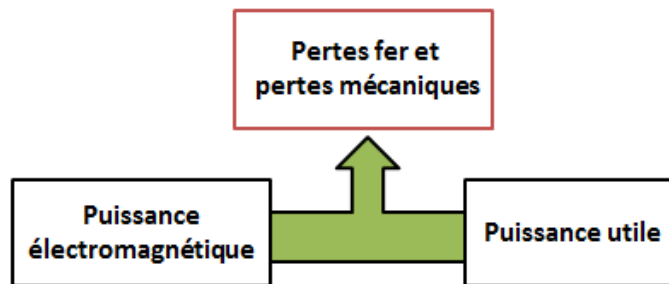 Pertes fer et
pertes mécaniques
Puissance
électromagnétique
Puissance utile